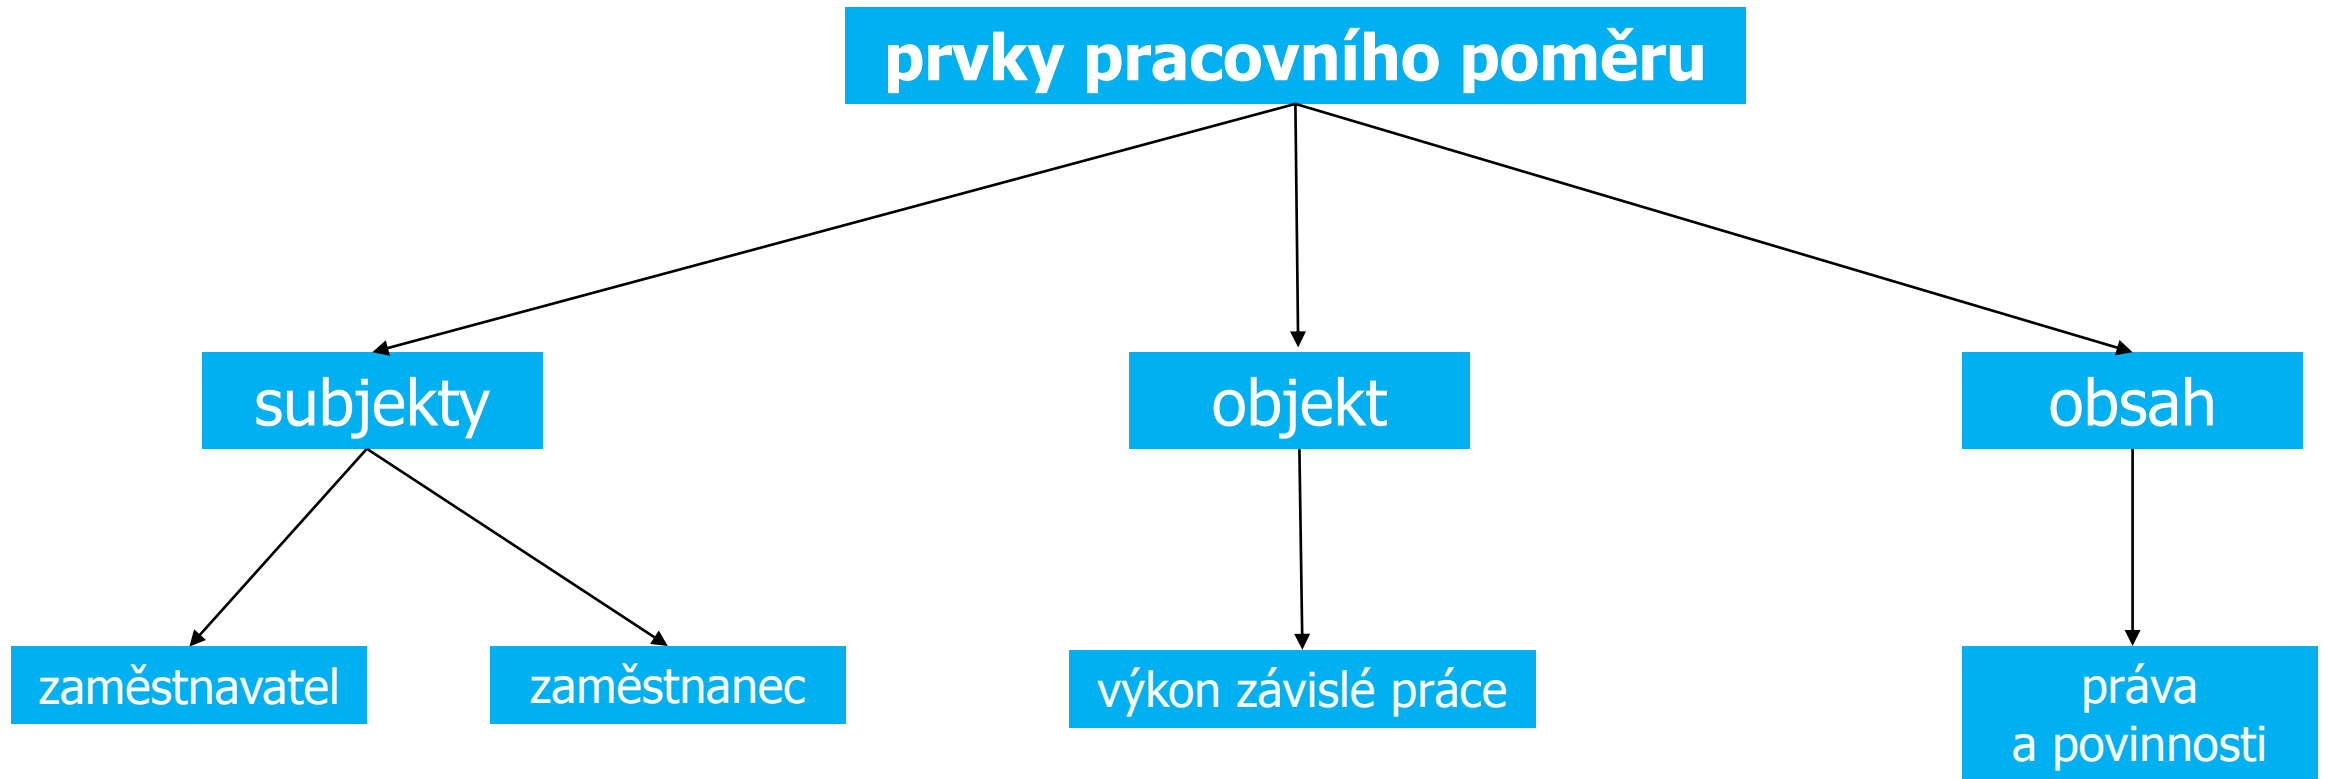 prvky pracovního poměru
subjekty
objekt
obsah
zaměstnavatel
zaměstnanec
výkon závislé práce
práva
a povinnosti